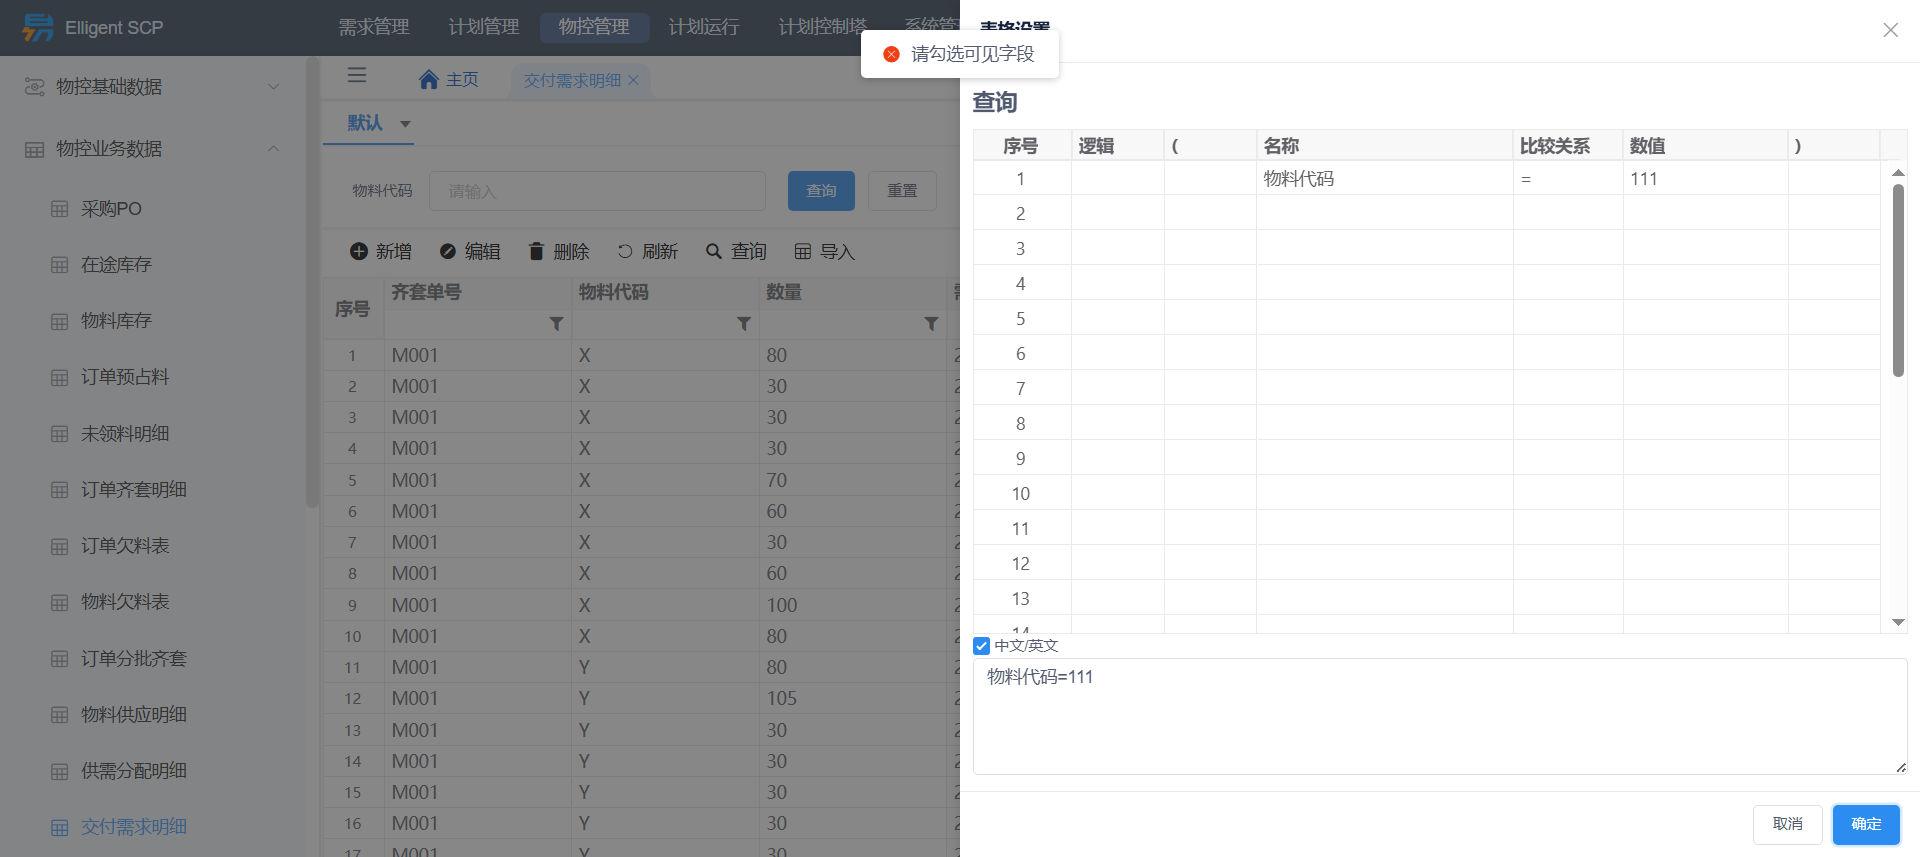 Elligent SCP
需求管理 计划管理 物控管理 计划运行 计划控制塔 系统管
物控基础数据
物控业务数据
采购PO
在途库存
物料库存
订单预占料
未领料明细
订单齐套明细
订单欠料表
物料欠料表
订单分批齐套
物料供应明细
供需分配明细
交付需求明细
主页 交付需求明细
默认
物料代码 请输入 查询 重置
新增 编辑 删除 刷新 查询 导入
序号 齐套单号 物料代码 数量
1 M001 X 80
2 M001 X 30
3 M001 X 30
4 M001 X 30
5 M001 X 70
6 M001 X 60
7 M001 X 30
8 M001 X 60
9 M001 X 100
10 M001 X 80
11 M001 Y 80
12 M001 Y 105
13 M001 Y 30
14 M001 Y 30
15 M001 Y 30
16 M001 Y 30
17 M001 Y 30
表格设置
请勾选可见字段
查询
序号 逻辑 ( 名称 比较关系 数值 )
1 物料代码 = 111
2
3
4
5
6
7
8
9
10
11
12
13
14
中文/英文
物料代码=111
取消 确定